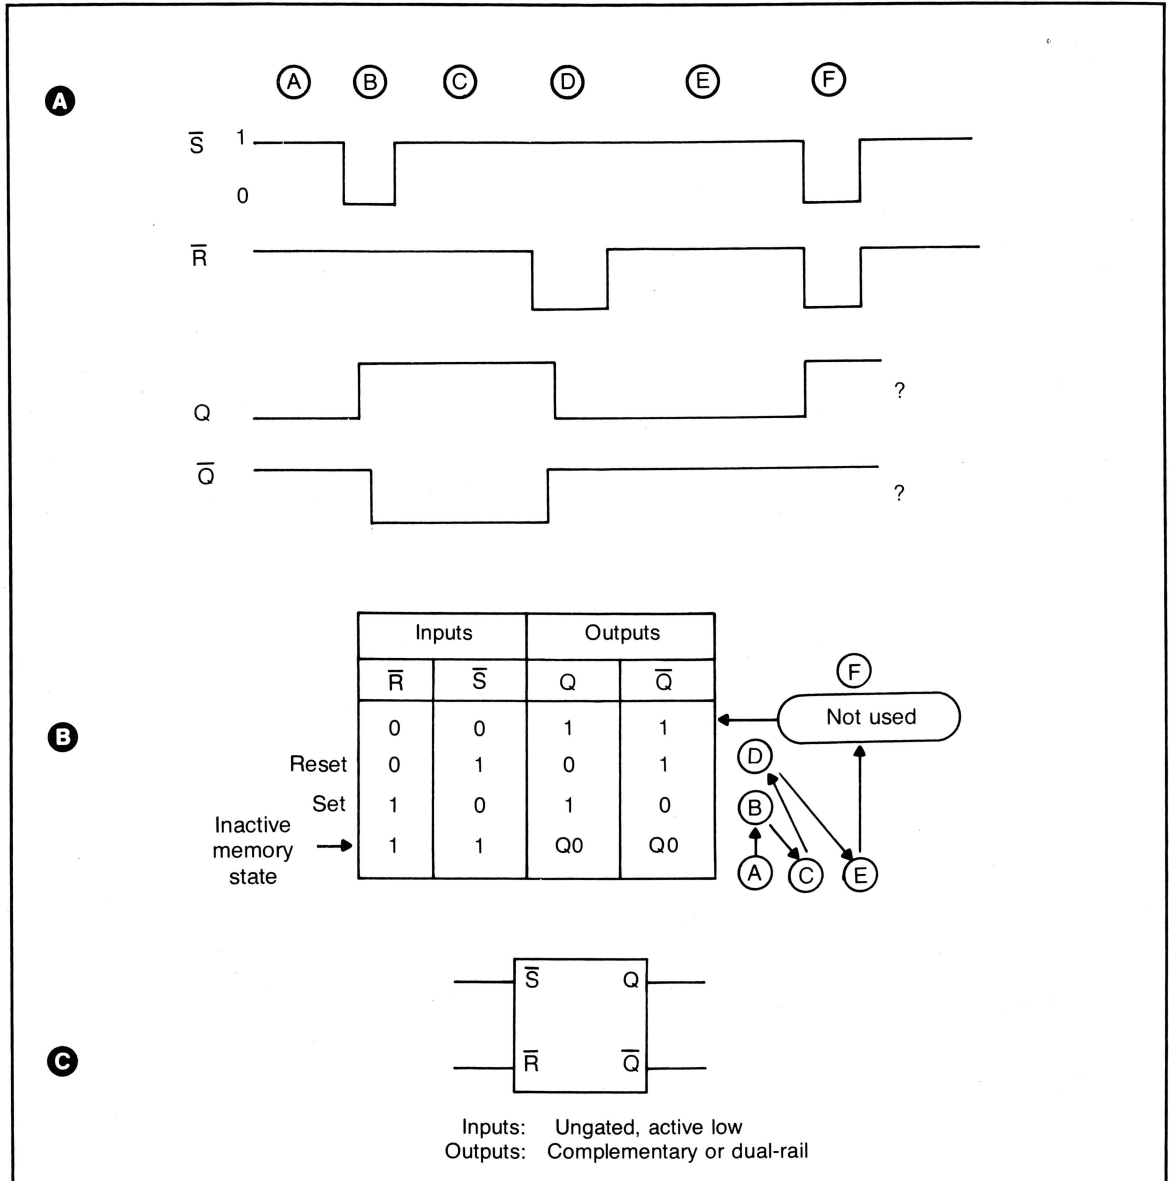 A
A B C D E F
S̅ 1
0
R̅
Q ?
Q̅ ?
B
Inputs Outputs
R̅ S̅ Q Q̅
0 0 1 1
Reset 0 1 0 1
Set 1 0 1 0
Inactive memory state 1 1 Q0 Q0
F
Not used
D
B
A C E
C
S̅ Q
R̅ Q̅
Inputs: Ungated, active low
Outputs: Complementary or dual-rail